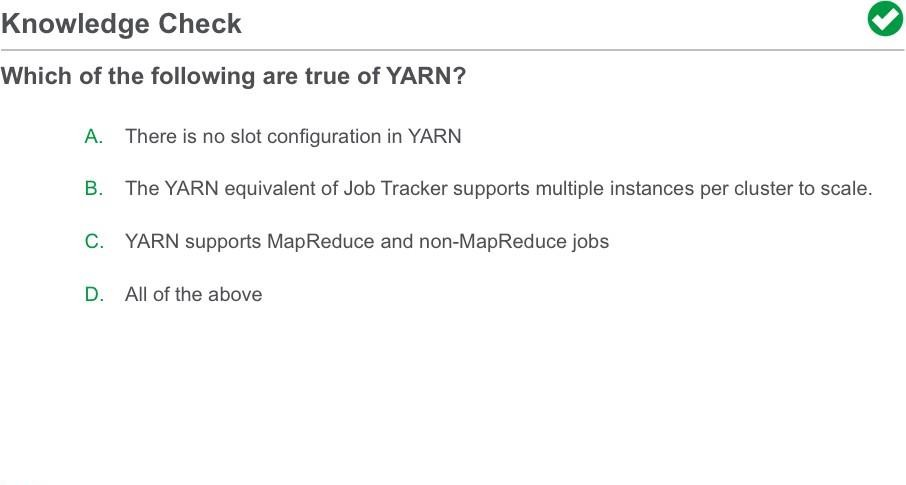 Knowledge Check
Which of the following are true of YARN?
A. There is no slot configuration in YARN
B. The YARN equivalent of Job Tracker supports multiple instances per cluster to scale.
C. YARN supports MapReduce and non-MapReduce jobs
D. All of the above